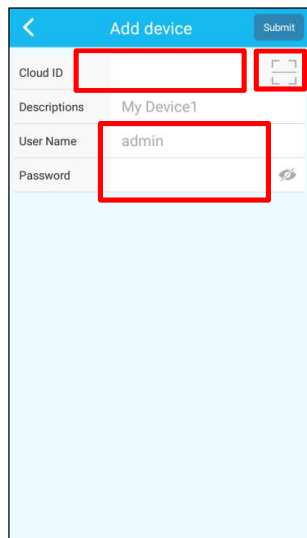 Add device Submit
Cloud ID
Descriptions My Device1
User Name admin
Password